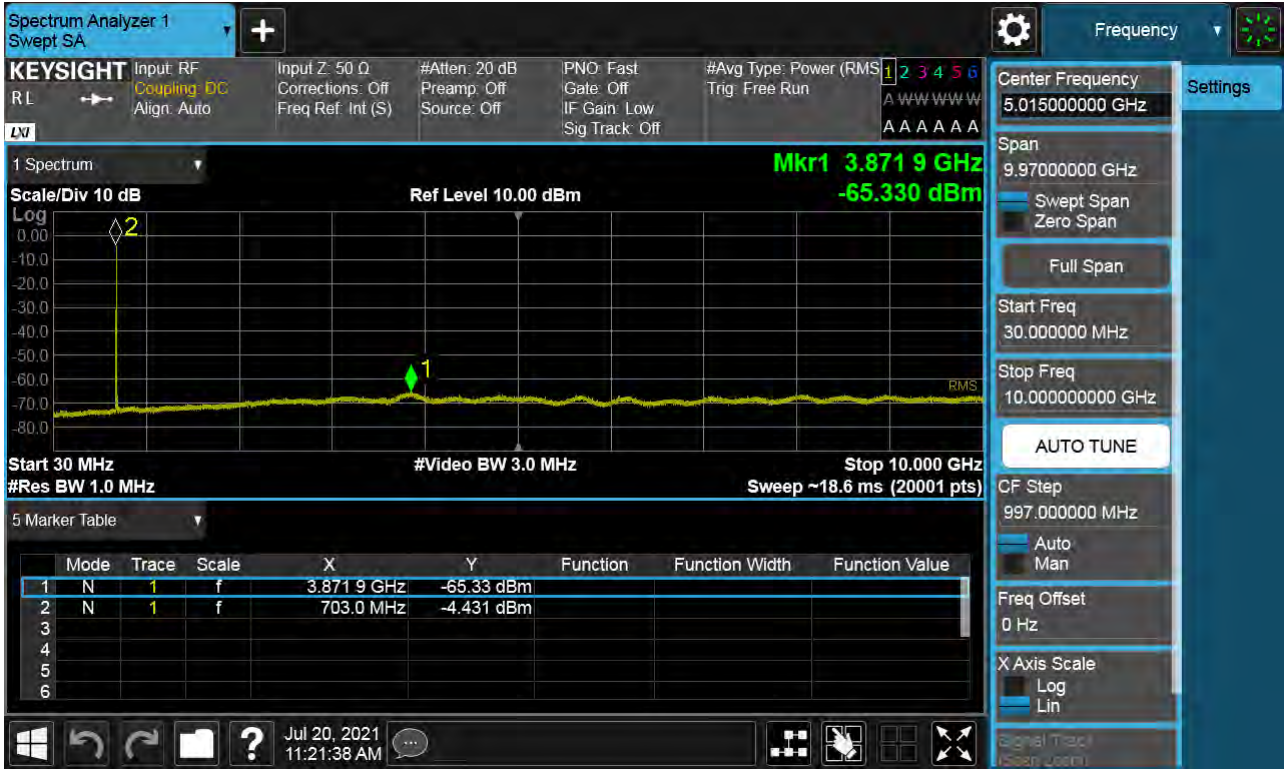 Spectrum Analyzer 1
Swept SA
+
Frequency
KEYSIGHT
RL
LXI
Input: RF
Coupling: DC
Align: Auto
Input Z: 50 Ω
Corrections: Off
Freq Ref: Int (S)
#Atten: 20 dB
Preamp: Off
Source: Off
PNO: Fast
Gate: Off
IF Gain: Low
Sig Track: Off
#Avg Type: Power (RMS
Trig: Free Run
1 2 3 4 5 6
A W W W W W
A A A A A A
1 Spectrum
Mkr1 3.871 9 GHz
Scale/Div 10 dB
Ref Level 10.00 dBm
-65.330 dBm
Log
0.00
-10.0
-20.0
-30.0
-40.0
-50.0
-60.0
-70.0
-80.0
2
1
RMS
Start 30 MHz
#Video BW 3.0 MHz
Stop 10.000 GHz
#Res BW 1.0 MHz
Sweep ~18.6 ms (20001 pts)
5 Marker Table
Mode Trace Scale X Y Function Function Width Function Value
1 N 1 f 3.871 9 GHz -65.33 dBm
2 N 1 f 703.0 MHz -4.431 dBm
3
4
5
6
Jul 20, 2021
11:21:38 AM
?
Center Frequency
5.015000000 GHz
Settings
Span
9.97000000 GHz
Swept Span
Zero Span
Full Span
Start Freq
30.000000 MHz
Stop Freq
10.000000000 GHz
AUTO TUNE
CF Step
997.000000 MHz
Auto
Man
Freq Offset
0 Hz
X Axis Scale
Log
Lin
Signal Track
(Span Zoom)